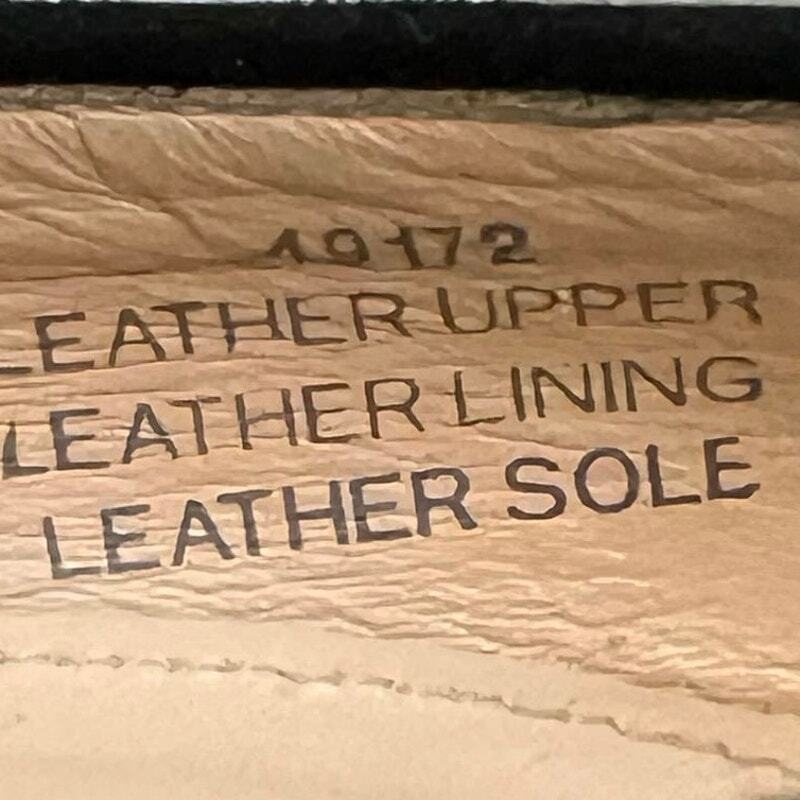 19172
LEATHER UPPER
LEATHER LINING
LEATHER SOLE